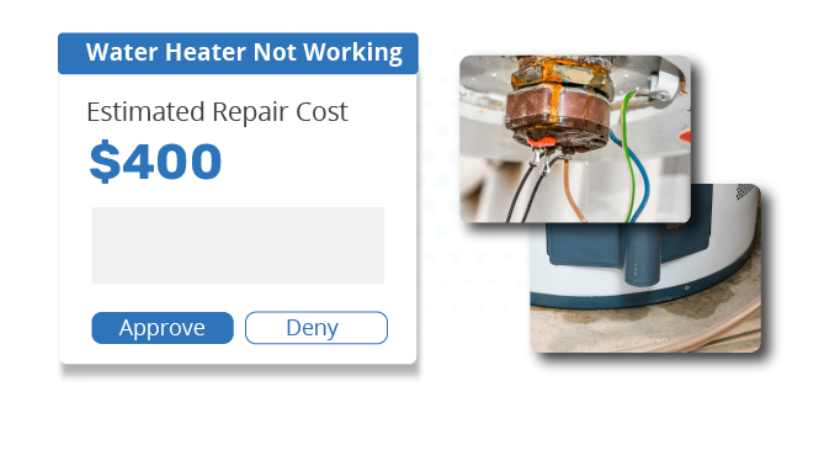 Water Heater Not Working
Estimated Repair Cost
$400
Approve
Deny